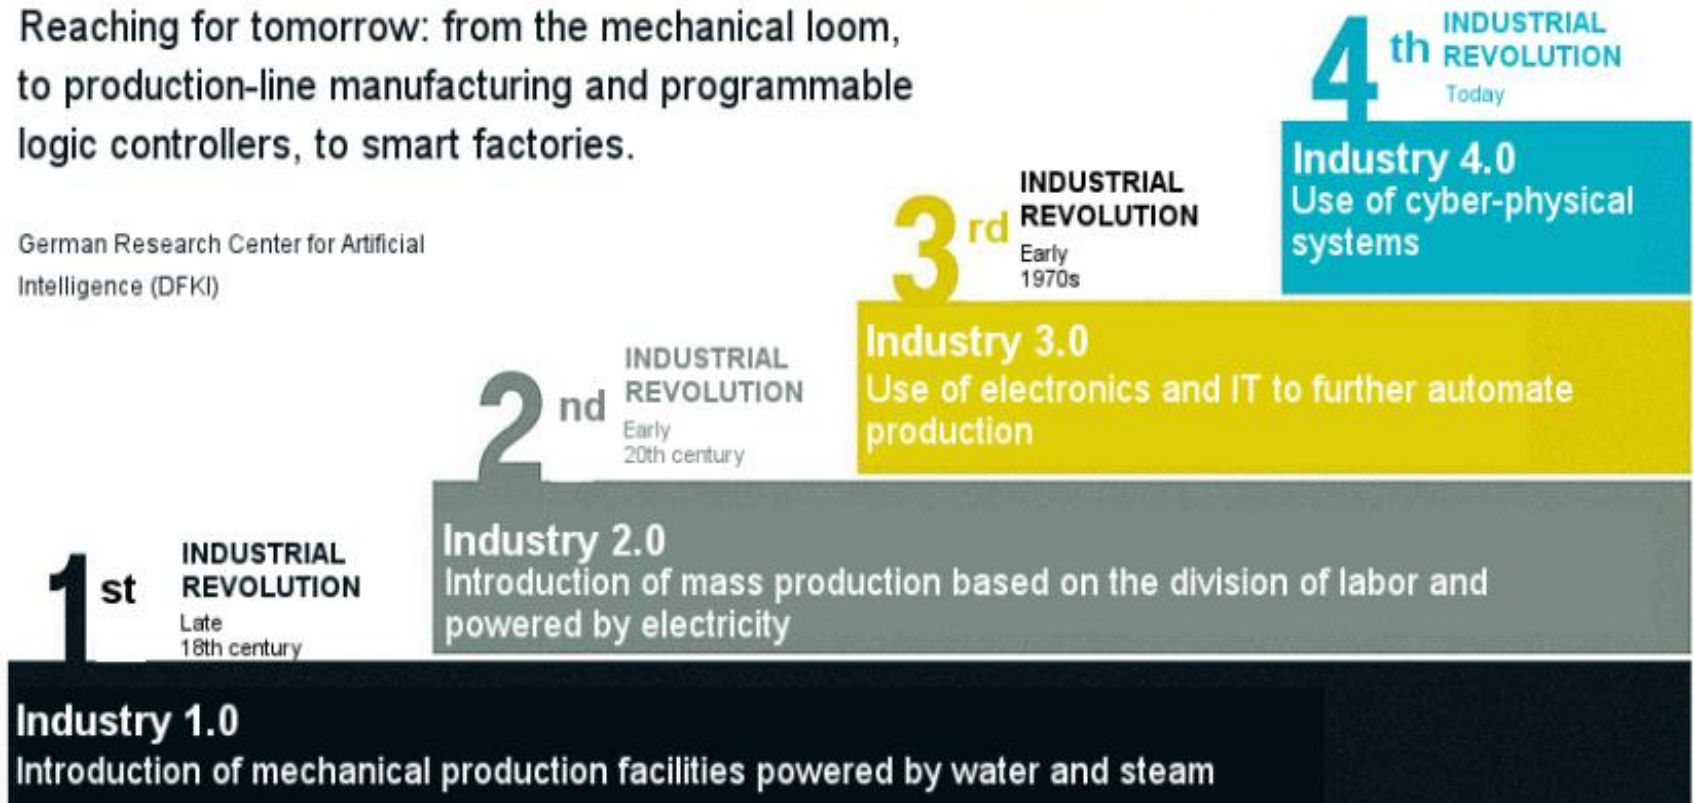 Reaching for tomorrow: from the mechanical loom,
to production-line manufacturing and programmable
logic controllers, to smart factories.
German Research Center for Artificial
Intelligence (DFKI)
4th INDUSTRIAL
REVOLUTION
Today
Industry 4.0
Use of cyber-physical
systems
3rd INDUSTRIAL
REVOLUTION
Early
1970s
Industry 3.0
Use of electronics and IT to further automate
production
2nd INDUSTRIAL
REVOLUTION
Early
20th century
Industry 2.0
Introduction of mass production based on the division of labor and
powered by electricity
1st INDUSTRIAL
REVOLUTION
Late
18th century
Industry 1.0
Introduction of mechanical production facilities powered by water and steam